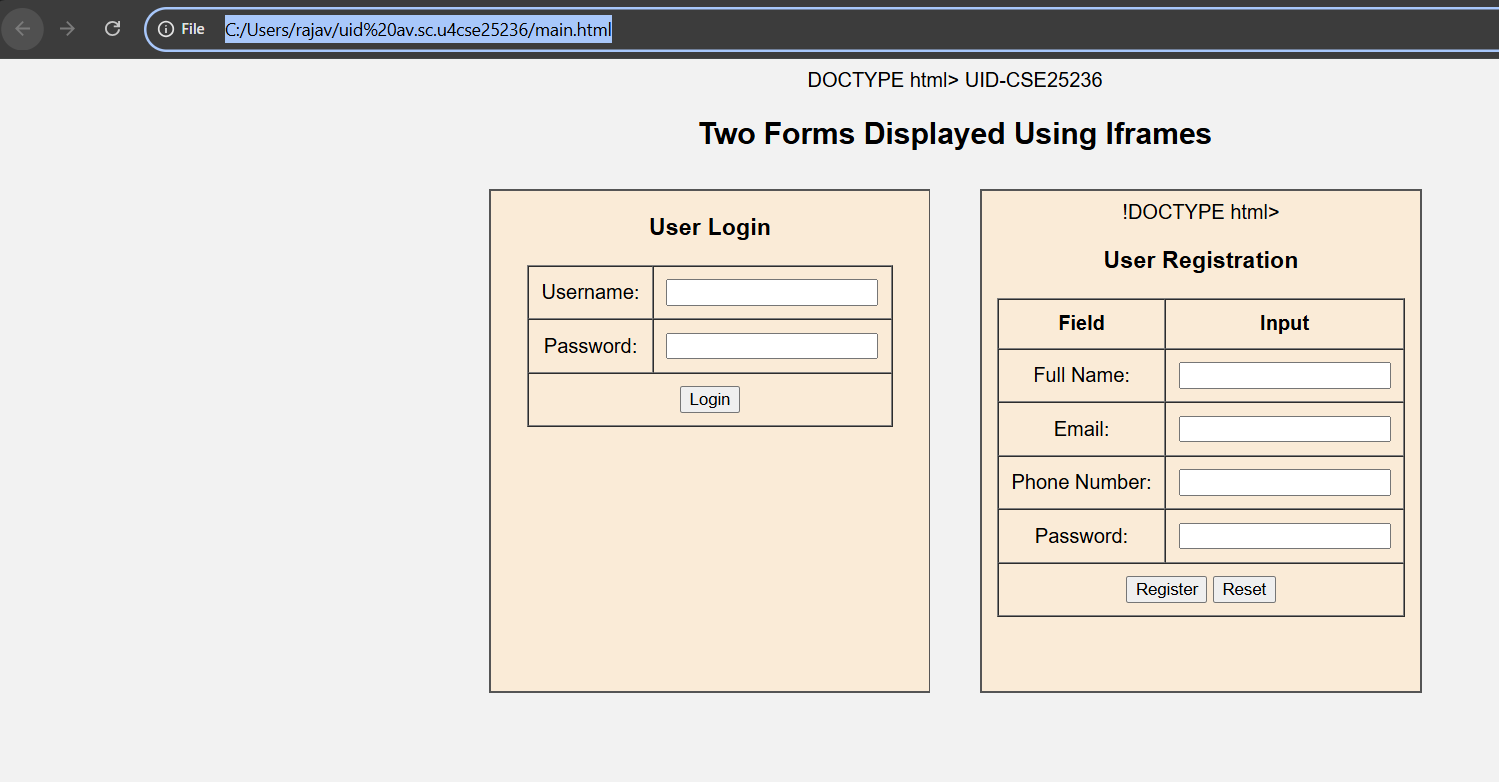 File C:/Users/rajav/uid%20av.sc.u4cse25236/main.html
DOCTYPE html> UID-CSE25236
Two Forms Displayed Using Iframes
User Login
Username:
Password:
Login
!DOCTYPE html>
User Registration
Field Input
Full Name:
Email:
Phone Number:
Password:
Register Reset